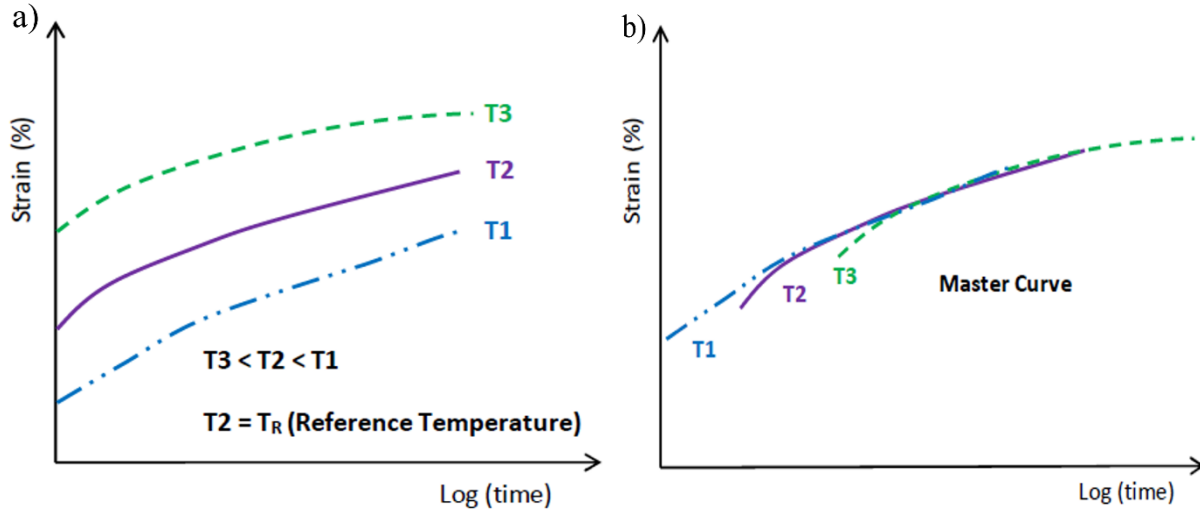 a)
Strain (%)
T3
T2
T1
T3 < T2 < T1
T2 = TR (Reference Temperature)
Log (time)
b)
Strain (%)
T1
T2
T3
Master Curve
Log (time)